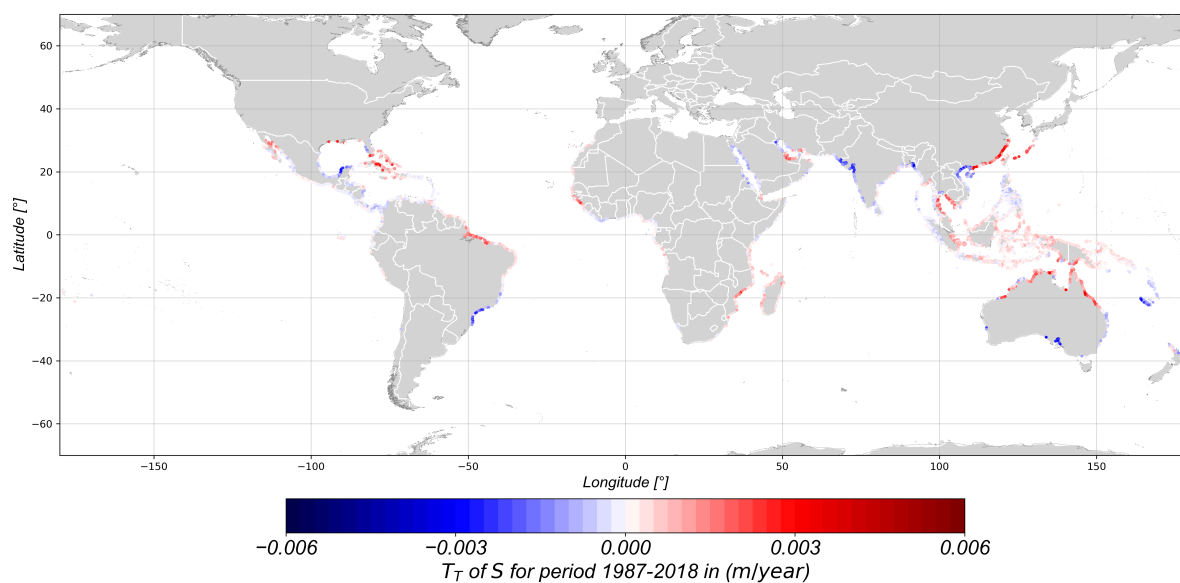 60
40
20
0
−20
−40
−60
Latitude [°]
−150 −100 −50 0 50 100 150
Longitude [°]
−0.006 −0.003 0.000 0.003 0.006
T_T of S for period 1987-2018 in (m/year)